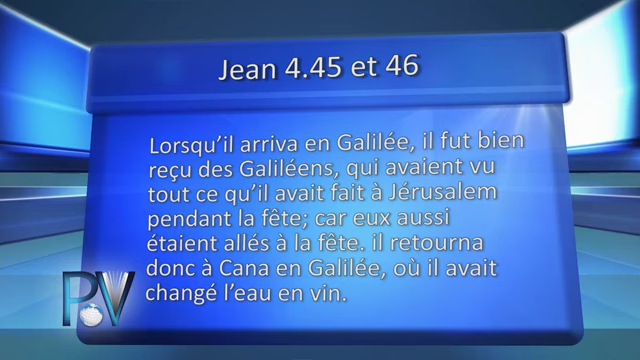 Jean 4.45 et 46
Lorsqu’il arriva en Galilée, il fut bien
reçu des Galiléens, qui avaient vu
tout ce qu’il avait fait à Jérusalem
pendant la fête; car eux aussi
étaient allés à la fête. il retourna
donc à Cana en Galilée, où il avait
changé l’eau en vin.
PV